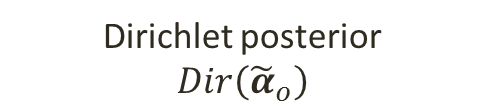 Dirichlet posterior
𝐷𝑖𝑟(𝜶̃ₒ)